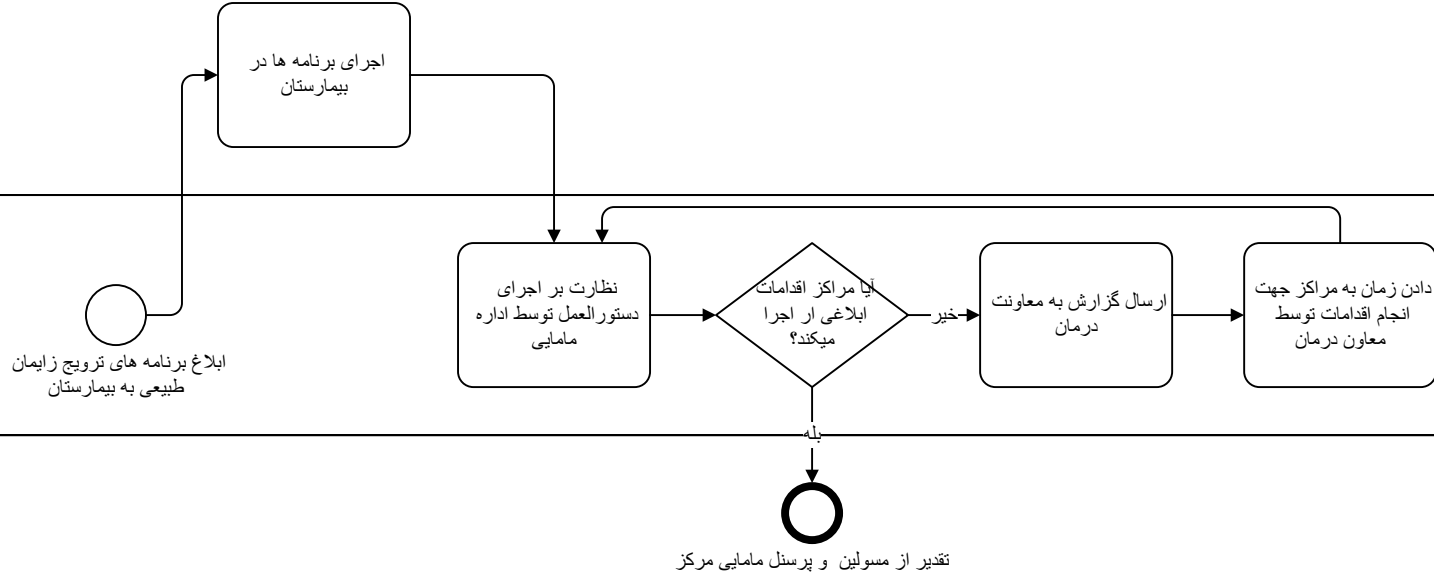 اجرای برنامه ها در
بیمارستان
ابلاغ برنامه های ترویج زایمان
طبیعی به بیمارستان
نظارت بر اجرای
دستورالعمل توسط اداره
مامایی
آیا مراکز اقدامات
ابلاغی ار اجرا
میکند؟
خیر
ارسال گزارش به معاونت
درمان
دادن زمان به مراکز جهت
انجام اقدامات توسط
معاون درمان
بله
تقدیر از مسولین و پرسنل مامایی مرکز